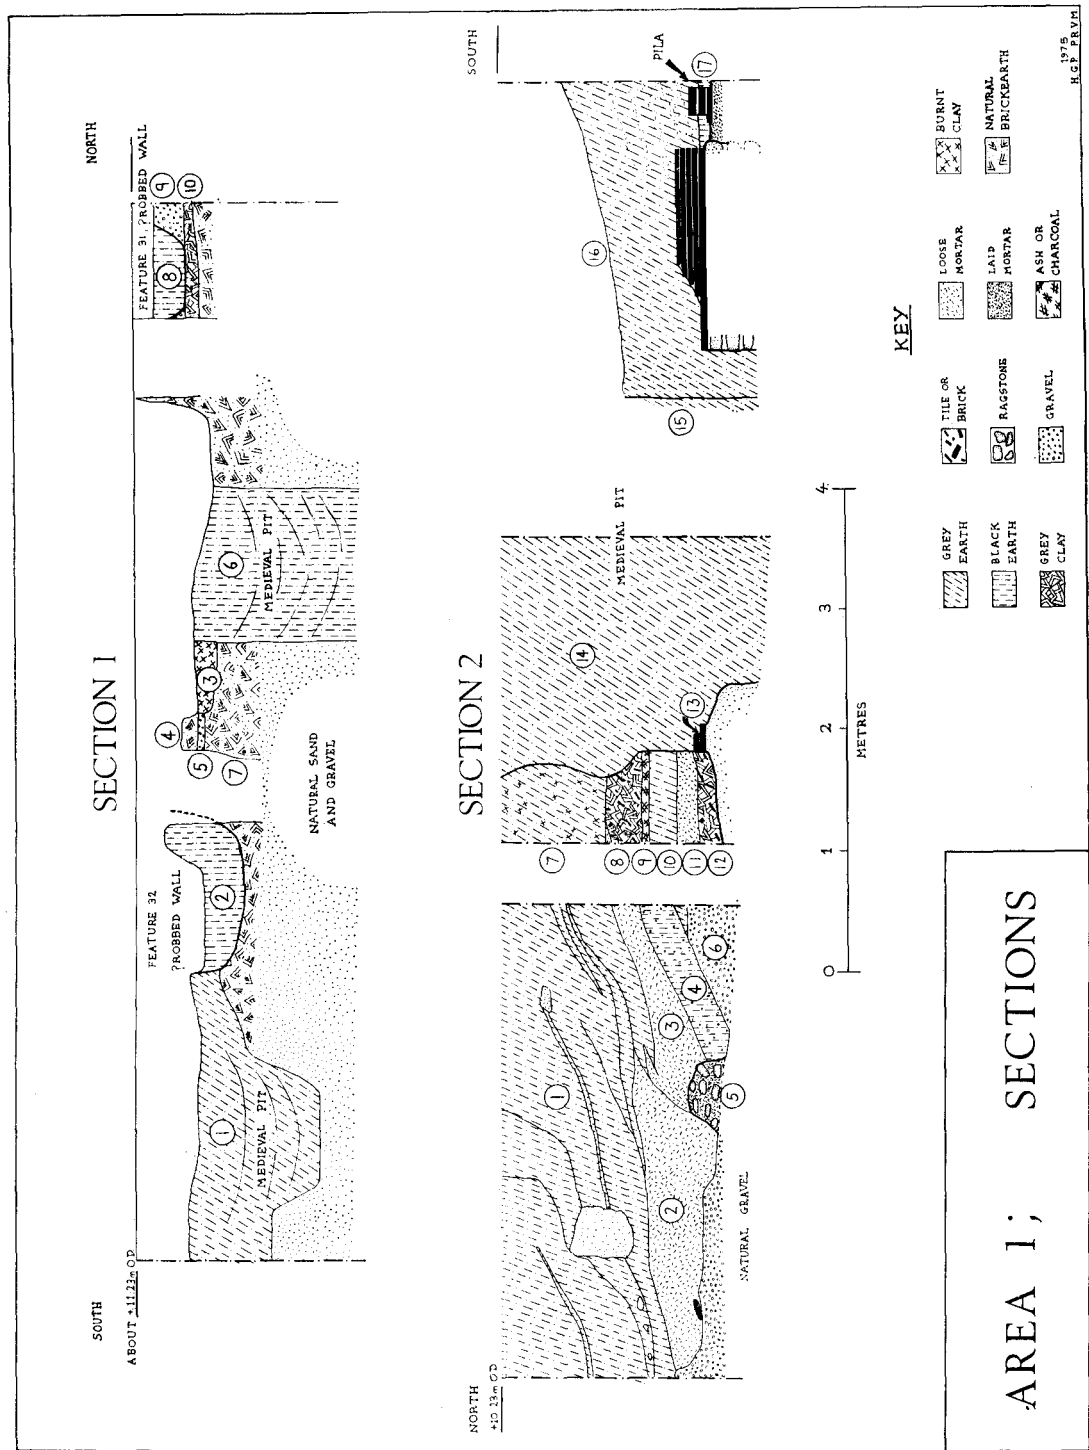 SECTION 1
SOUTH
ABOUT +11.23m O D
NORTH
FEATURE 32
?ROBBED WALL
FEATURE 31, ?ROBBED WALL
1
MEDIEVAL PIT
2
4
5
7
3
6
MEDIEVAL PIT
8
9
10
NATURAL SAND
AND GRAVEL
SECTION 2
NORTH
+10.23m O D
SOUTH
1
2
3
4
5
6
NATURAL GRAVEL
7
8
9
10
11
12
13
14
MEDIEVAL PIT
15
16
PILA
17
0
1
2
3
4
METRES
KEY
GREY
EARTH
BLACK
EARTH
GREY
CLAY
TILE OR
BRICK
RAGSTONE
GRAVEL
LOOSE
MORTAR
LAID
MORTAR
ASH OR
CHARCOAL
BURNT
CLAY
NATURAL
BRICKEARTH
AREA 1; SECTIONS
1975
H.G.P. PRVM